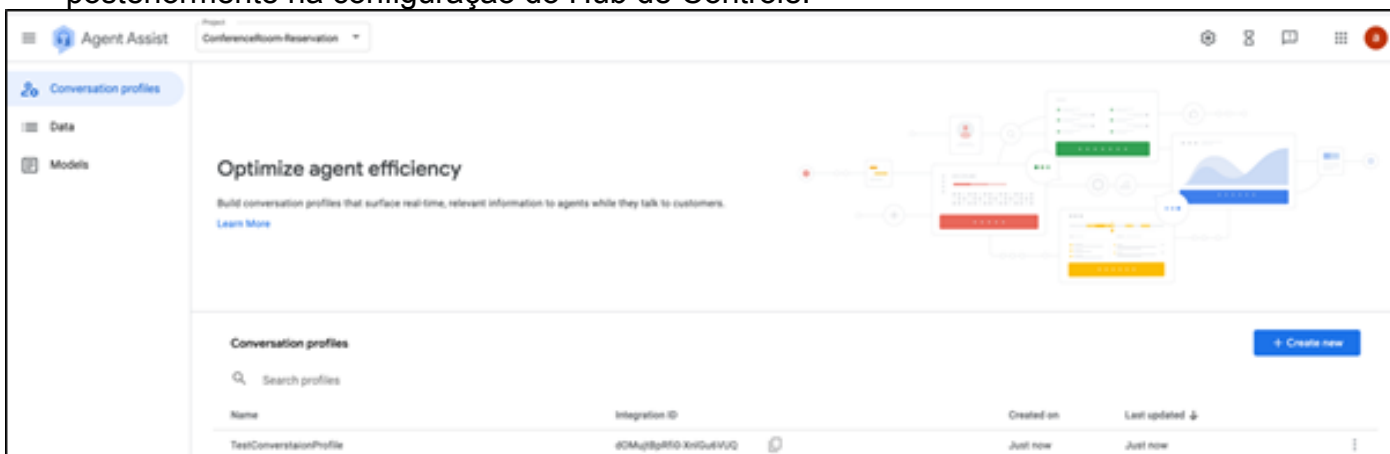 posteriormente na configuração do Hub de Controle.
Agent Assist
Project
ConferenceRoom-Reservation
Conversation profiles
Data
Models
Optimize agent efficiency
Build conversation profiles that surface real-time, relevant information to agents while they talk to customers.
Learn More
Conversation profiles
+ Create new
Search profiles
Name Integration ID Created on Last updated
TestConverstaionProfile Just now Just now